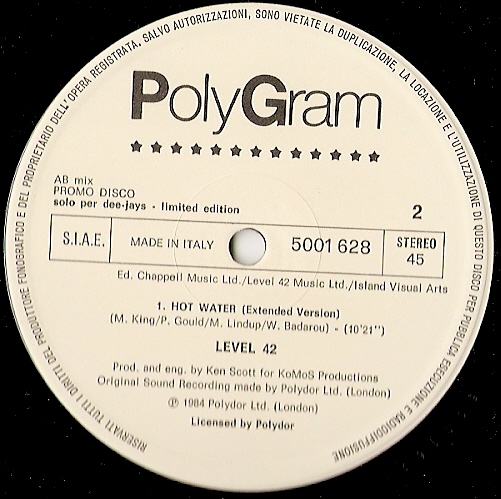 RISERVATI TUTTI I DIRITTI DEL PRODUTTORE FONOGRAFICO E DEL PROPRIETARIO DELL'OPERA REGISTRATA. SALVO AUTORIZZAZIONI, SONO VIETATE LA DUPLICAZIONE, LA LOCAZIONE E L'UTILIZZAZIONE DI QUESTO DISCO PER PUBBLICA ESECUZIONE E RADIODIFFUSIONE
PolyGram
AB mix
PROMO DISCO
solo per dee-jays - limited edition 2
S.I.A.E. MADE IN ITALY 5001 628 STEREO 45
Ed. Chappell Music Ltd./Level 42 Music Ltd./Island Visual Arts
1. HOT WATER (Extended Version)
(M. King/P. Gould/M. Lindup/W. Badarou) - (10'21")
LEVEL 42
Prod. and eng. by Ken Scott for KoMoS Productions
Original Sound Recording made by Polydor Ltd. (London)
℗ 1984 Polydor Ltd. (London)
Licensed by Polydor